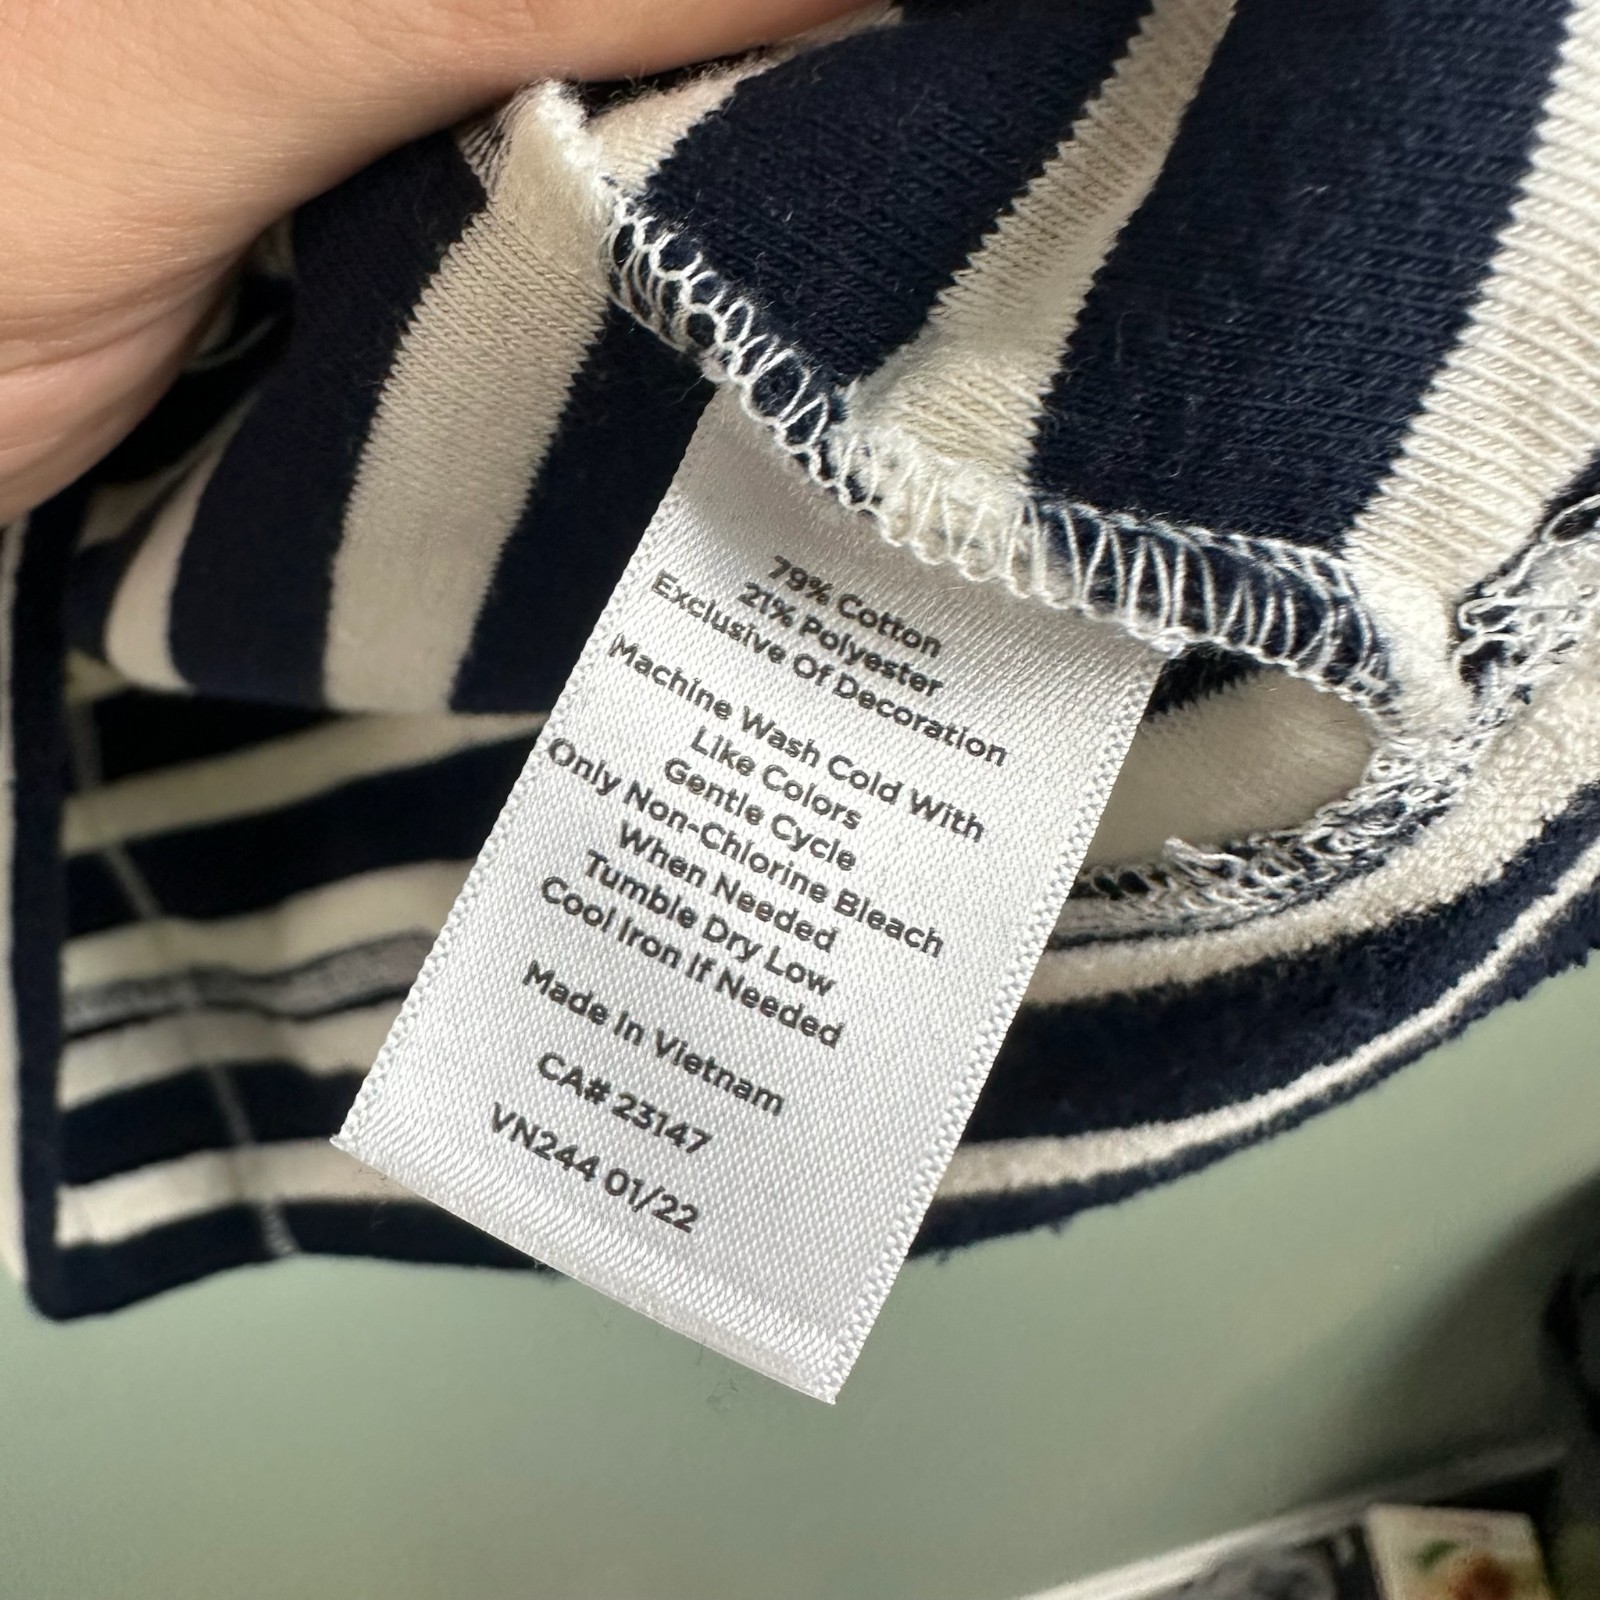 79% Cotton
21% Polyester
Exclusive Of Decoration
Machine Wash Cold With
Like Colors
Gentle Cycle
Only Non-Chlorine Bleach
When Needed
Tumble Dry Low
Cool Iron If Needed
Made In Vietnam
CA# 23147
VN244 01/22